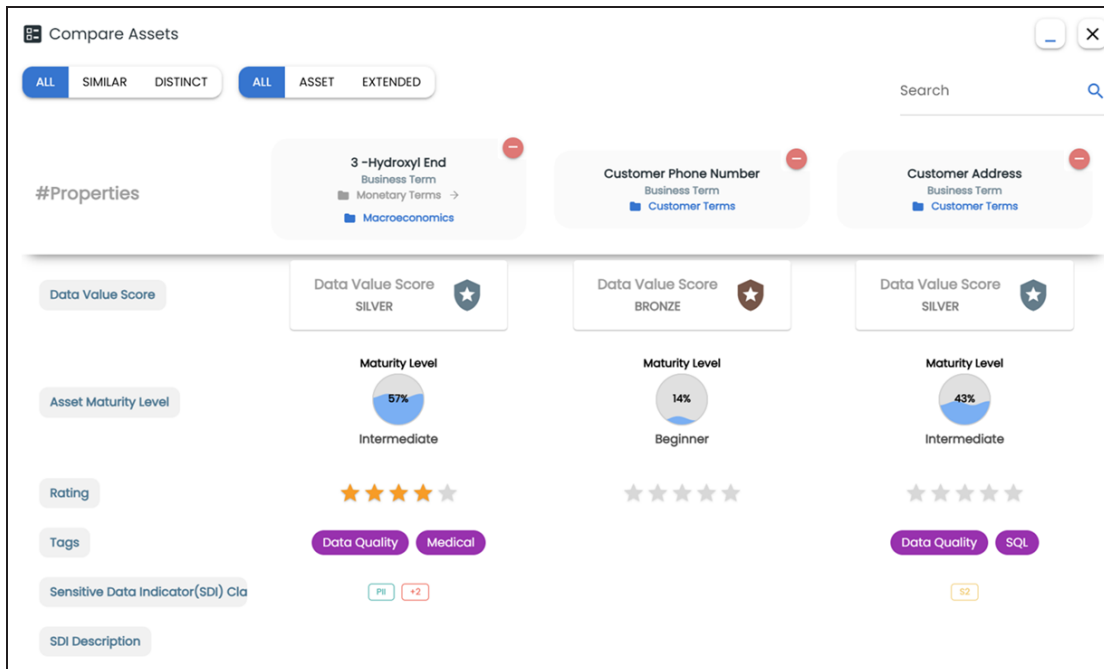 Compare Assets
ALL SIMILAR DISTINCT ALL ASSET EXTENDED
Search
#Properties
3 -Hydroxyl End
Business Term
Monetary Terms
Macroeconomics
Customer Phone Number
Business Term
Customer Terms
Customer Address
Business Term
Customer Terms
Data Value Score
Data Value Score
SILVER
Data Value Score
BRONZE
Data Value Score
SILVER
Asset Maturity Level
Maturity Level
57%
Intermediate
Maturity Level
14%
Beginner
Maturity Level
43%
Intermediate
Rating
Tags
Data Quality Medical
Data Quality SQL
Sensitive Data Indicator(SDI) Cla
PII +2
S2
SDI Description